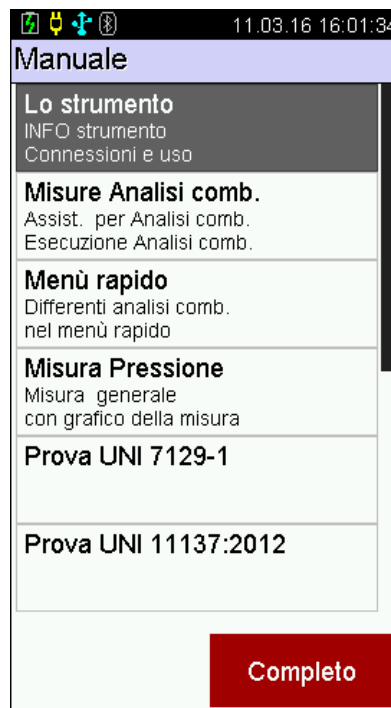 11.03.16 16:01:34
Manuale
Lo strumento
INFO strumento
Connessioni e uso
Misure Analisi comb.
Assist. per Analisi comb.
Esecuzione Analisi comb.
Menù rapido
Differenti analisi comb.
nel menù rapido
Misura Pressione
Misura generale
con grafico della misura
Prova UNI 7129-1
Prova UNI 11137:2012
Completo